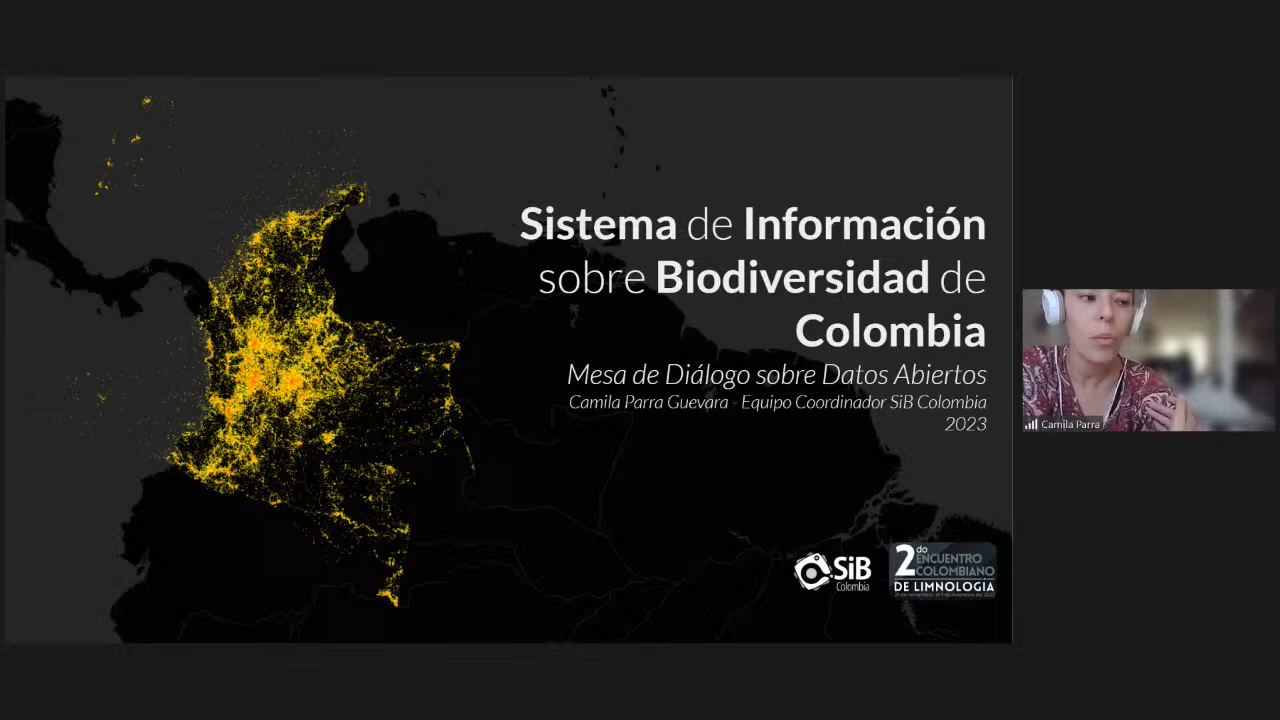 Sistema de Información
sobre Biodiversidad de
Colombia
Mesa de Diálogo sobre Datos Abiertos
Camila Parra Guevara - Equipo Coordinador SiB Colombia
2023
SiB
Colombia
2do
ENCUENTRO
COLOMBIANO
DE LIMNOLOGÍA
Camila Parra